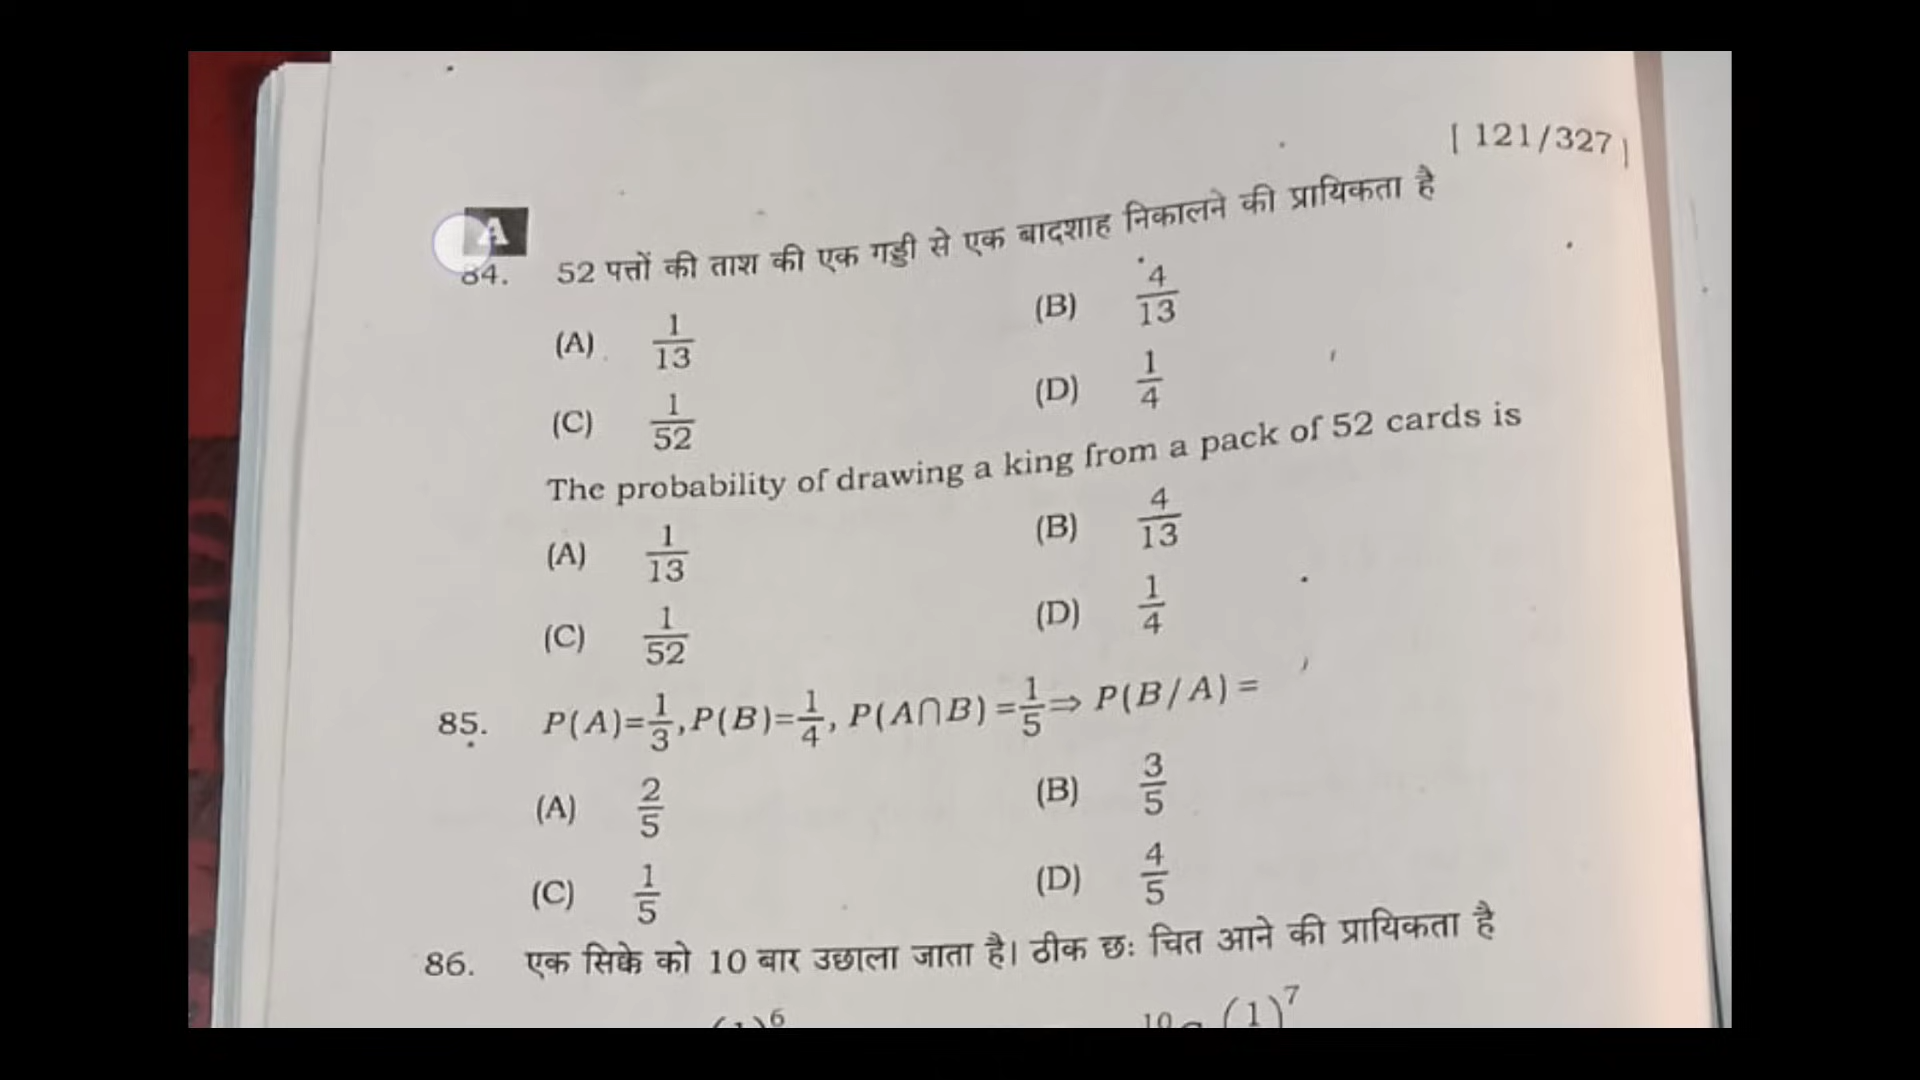 [ 121/327 ]
A
84. 52 पत्तों की ताश की एक गड्डी से एक बादशाह निकालने की प्रायिकता है
(A) 1/13 (B) 4/13
(C) 1/52 (D) 1/4
The probability of drawing a king from a pack of 52 cards is
(A) 1/13 (B) 4/13
(C) 1/52 (D) 1/4
85. P(A)=1/3, P(B)=1/4, P(A∩B)=1/5 ⇒ P(B/A) =
(A) 2/5 (B) 3/5
(C) 1/5 (D) 4/5
86. एक सिक्के को 10 बार उछाला जाता है। ठीक छः चित आने की प्रायिकता है